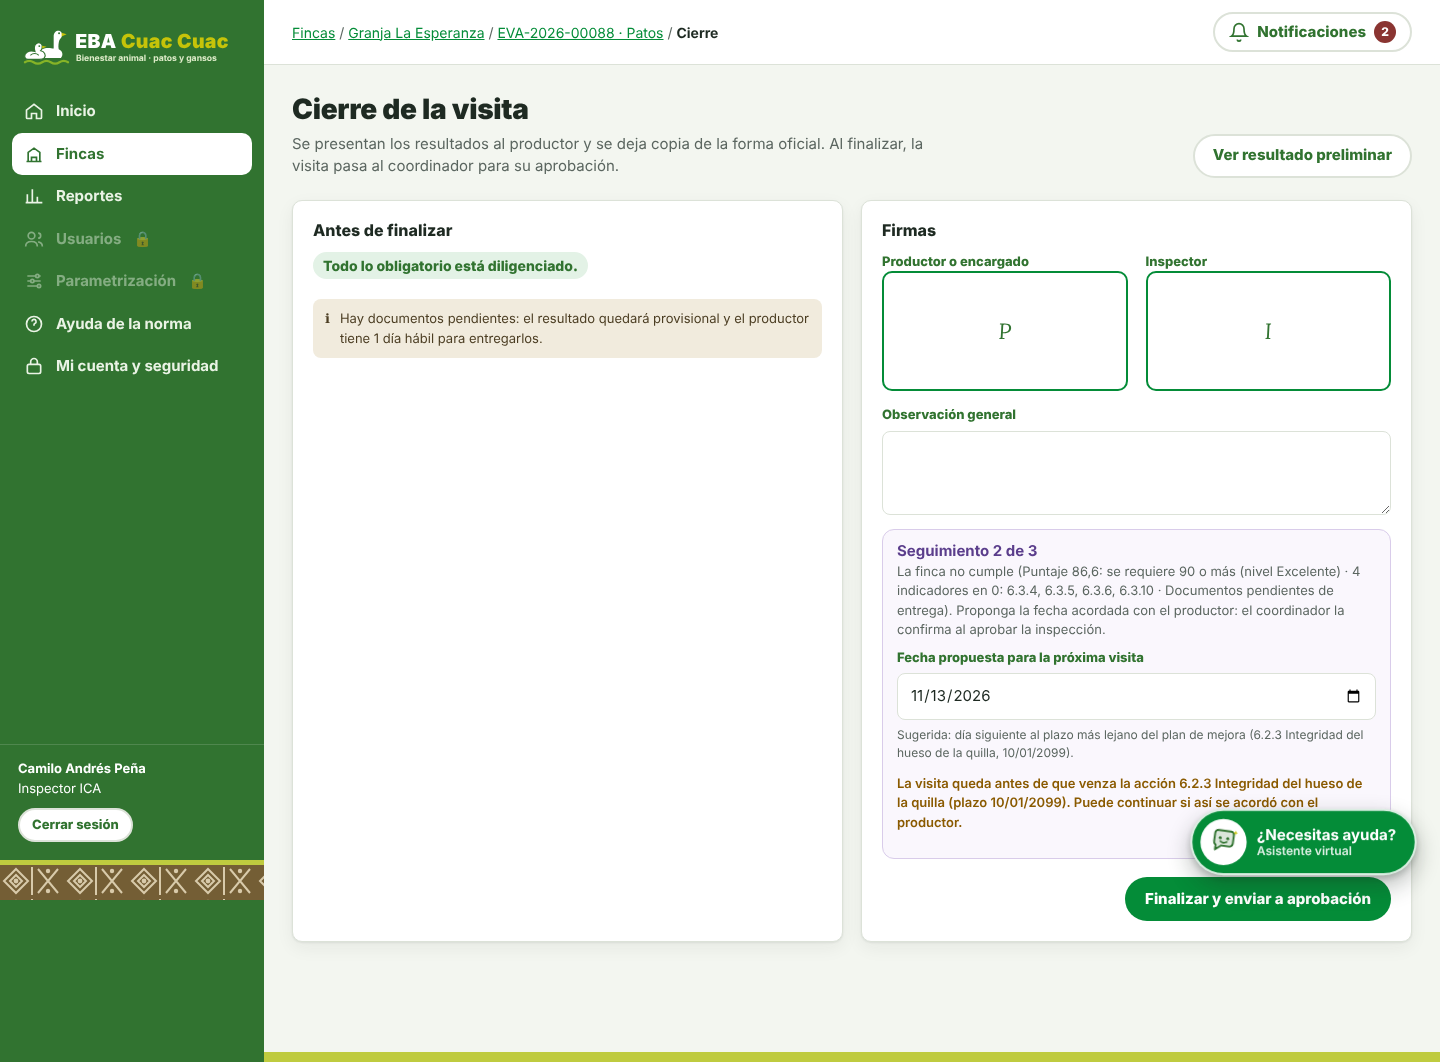 EBA Cuac Cuac
Bienestar animal · patos y gansos
Inicio
Fincas
Reportes
Usuarios
Parametrización
Ayuda de la norma
Mi cuenta y seguridad
Camilo Andrés Peña
Inspector ICA
Cerrar sesión
Fincas / Granja La Esperanza / EVA-2026-00088 · Patos / Cierre
Notificaciones 2
Cierre de la visita
Se presentan los resultados al productor y se deja copia de la forma oficial. Al finalizar, la
visita pasa al coordinador para su aprobación.
Ver resultado preliminar
Antes de finalizar
Todo lo obligatorio está diligenciado.
ℹ Hay documentos pendientes: el resultado quedará provisional y el productor
tiene 1 día hábil para entregarlos.
Firmas
Productor o encargado
Inspector
P
I
Observación general
Seguimiento 2 de 3
La finca no cumple (Puntaje 86,6: se requiere 90 o más (nivel Excelente) · 4
indicadores en 0: 6.3.4, 6.3.5, 6.3.6, 6.3.10 · Documentos pendientes de
entrega). Proponga la fecha acordada con el productor: el coordinador la
confirma al aprobar la inspección.
Fecha propuesta para la próxima visita
11/13/2026
Sugerida: día siguiente al plazo más lejano del plan de mejora (6.2.3 Integridad del
hueso de la quilla, 10/01/2099).
La visita queda antes de que venza la acción 6.2.3 Integridad del hueso de
la quilla (plazo 10/01/2099). Puede continuar si así se acordó con el
productor.
¿Necesitas ayuda?
Asistente virtual
Finalizar y enviar a aprobación